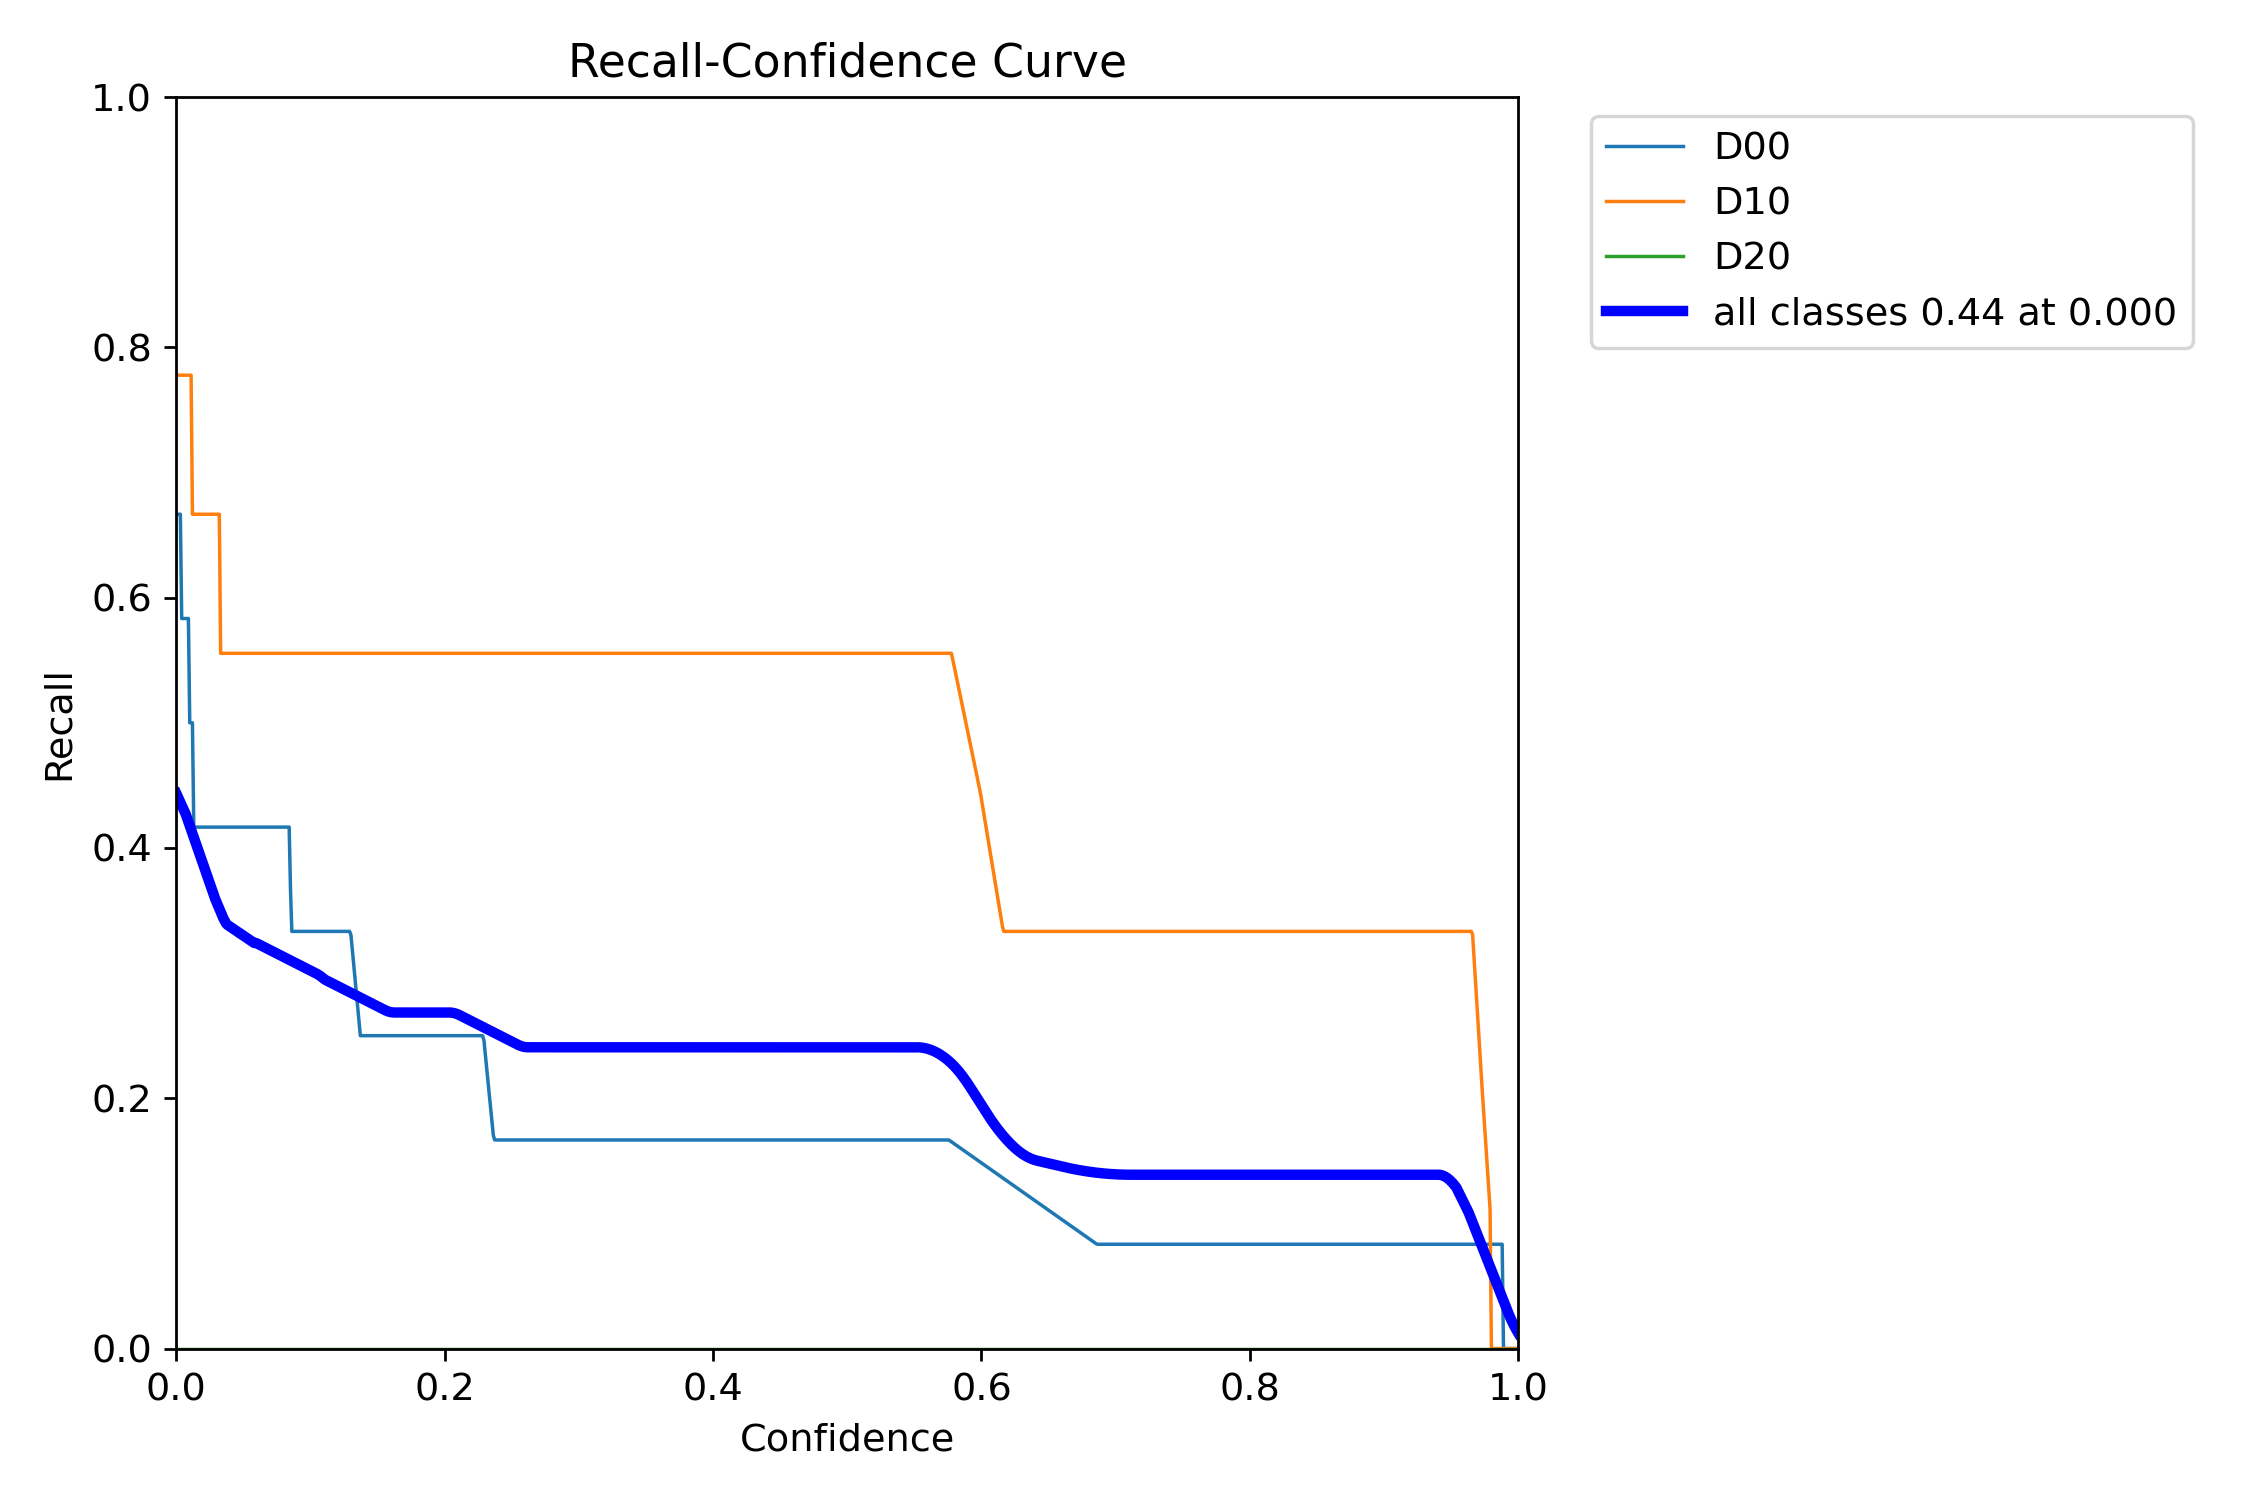 Recall-Confidence Curve
1.0
0.8
0.6
0.4
0.2
0.0
Recall
0.0 0.2 0.4 0.6 0.8 1.0
Confidence
D00
D10
D20
all classes 0.44 at 0.000